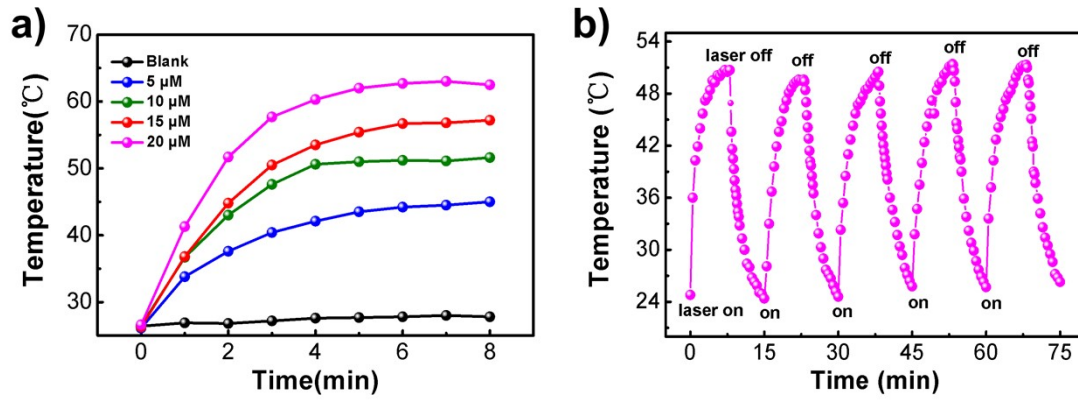 a)
Temperature(℃)
70
60
50
40
30
Blank
5 μM
10 μM
15 μM
20 μM
0
2
4
6
8
Time(min)
b)
Temperature (℃)
54
48
42
36
30
24
laser off
off
off
off
off
laser on
on
on
on
on
0
15
30
45
60
75
Time (min)